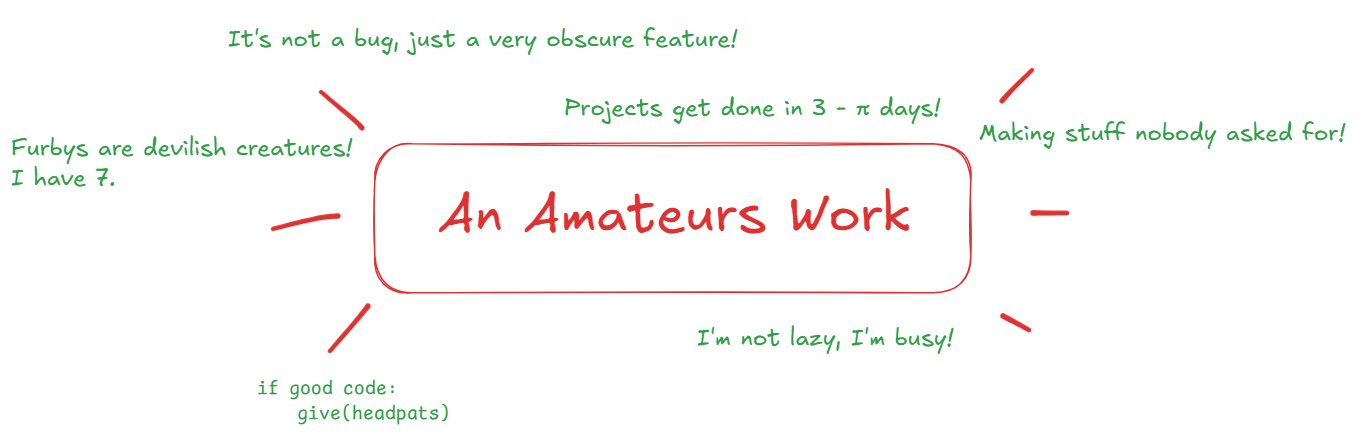 It's not a bug, just a very obscure feature!
Projects get done in 3 - π days!
Making stuff nobody asked for!
Furbys are devilish creatures!
I have 7.
An Amateurs Work
I'm not lazy, I'm busy!
if good code:
    give(headpats)